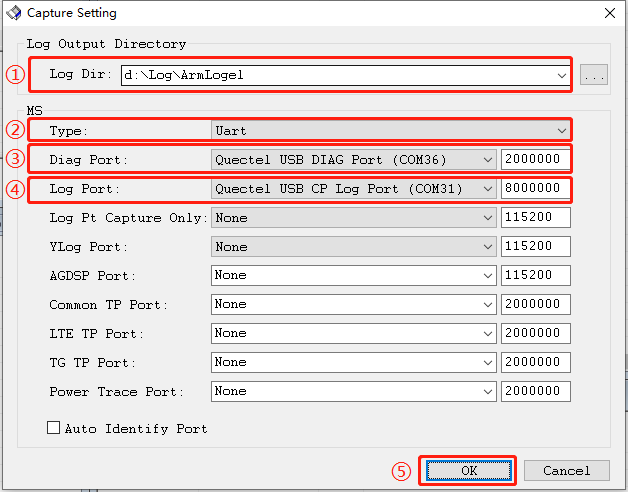 Capture Setting
Log Output Directory
① Log Dir: d:\Log\ArmLogel
...
MS
② Type: Uart
③ Diag Port: Quectel USB DIAG Port (COM36) 2000000
④ Log Port: Quectel USB CP Log Port (COM31) 8000000
Log Pt Capture Only: None 115200
YLog Port: None 115200
AGDSP Port: None 115200
Common TP Port: None 2000000
LTE TP Port: None 2000000
TG TP Port: None 2000000
Power Trace Port: None 2000000
Auto Identify Port
⑤ OK Cancel